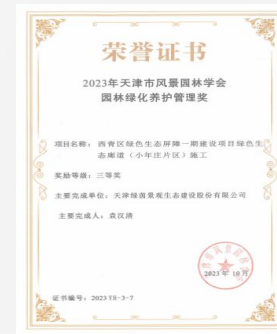 荣誉证书
2023年天津市风景园林学会
园林绿化养护管理奖
项目名称：西青区绿色生态屏障一期建设项目绿色生
态廊道（小年庄片区）施工
奖励等级：三等奖
主要完成单位：天津绿茵景观生态建设股份有限公司
主要完成人：袁汉清
2023年10月
证书编号：2023YH-3-7